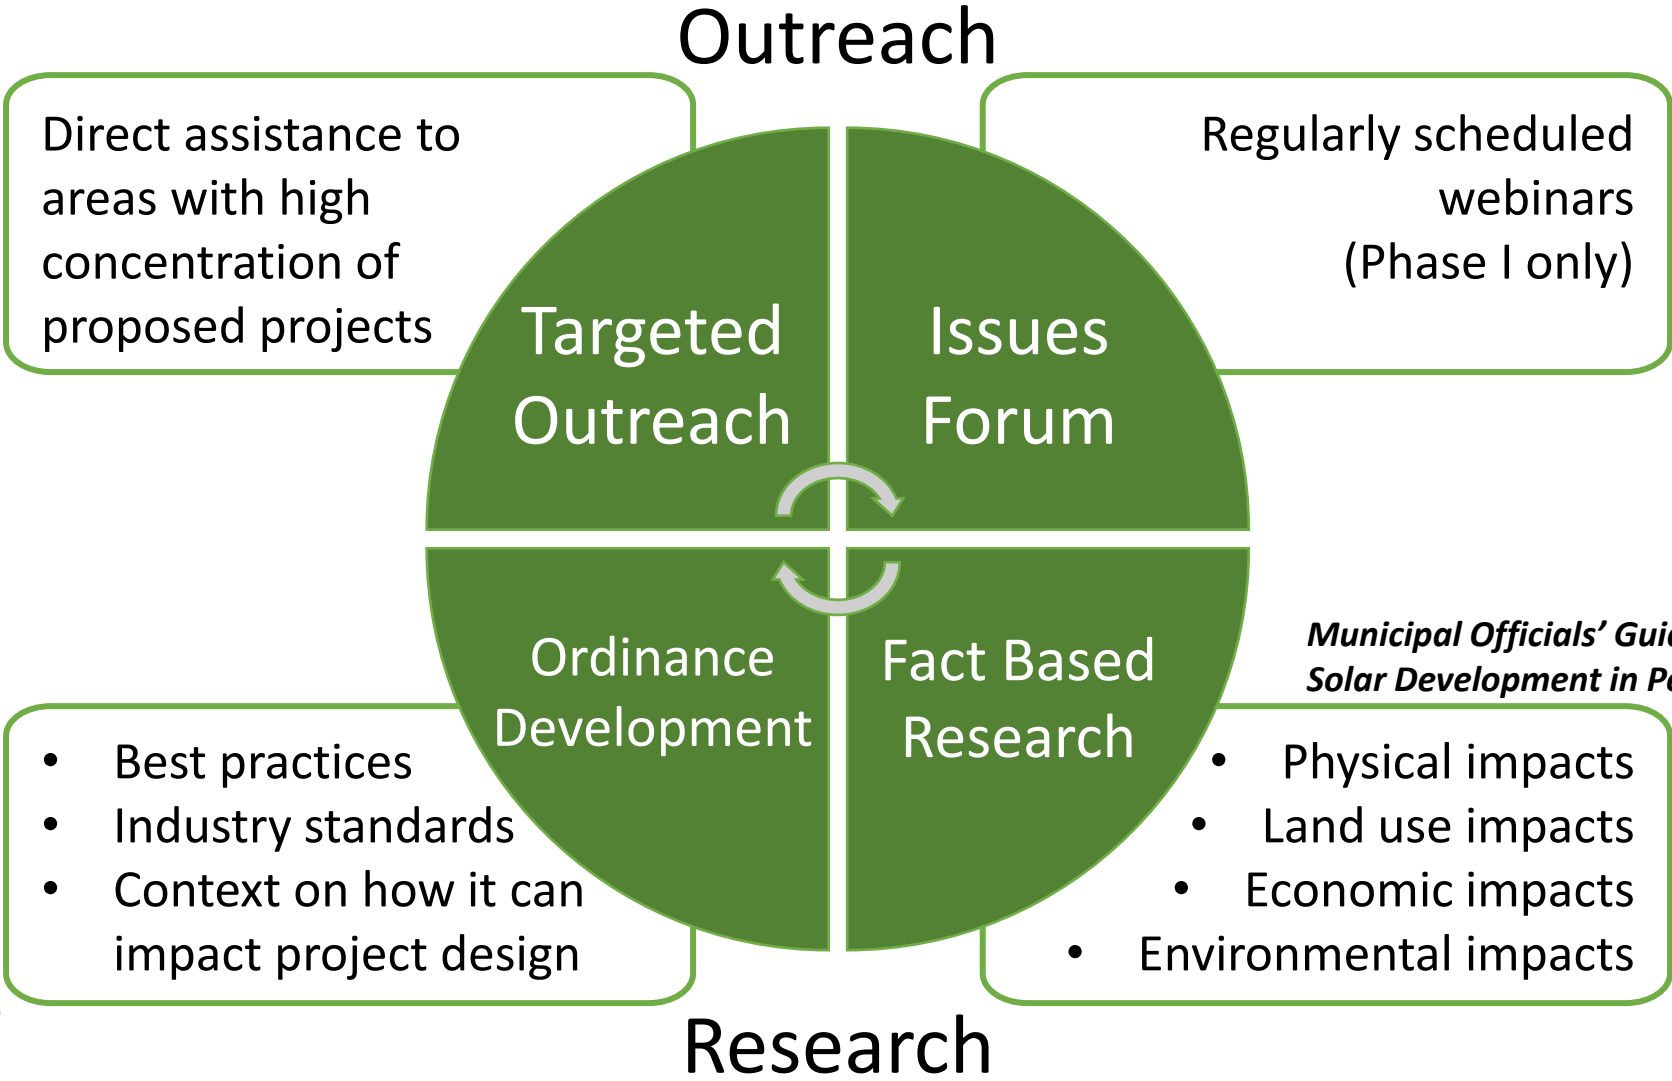 Outreach
Direct assistance to
areas with high
concentration of
proposed projects
Regularly scheduled
webinars
(Phase I only)
Targeted
Outreach
Issues
Forum
Ordinance
Development
Fact Based
Research
Municipal Officials’
Solar Development in
• Best practices
• Industry standards
• Context on how it can
impact project design
• Physical impacts
• Land use impacts
• Economic impacts
• Environmental impacts
Research